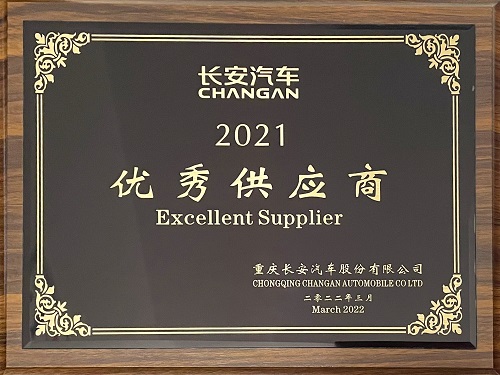 长安汽车
CHANGAN
2021
优秀供应商
Excellent Supplier
重庆长安汽车股份有限公司
CHONGQING CHANGAN AUTOMOBILE CO LTD
二零二二年三月
March 2022